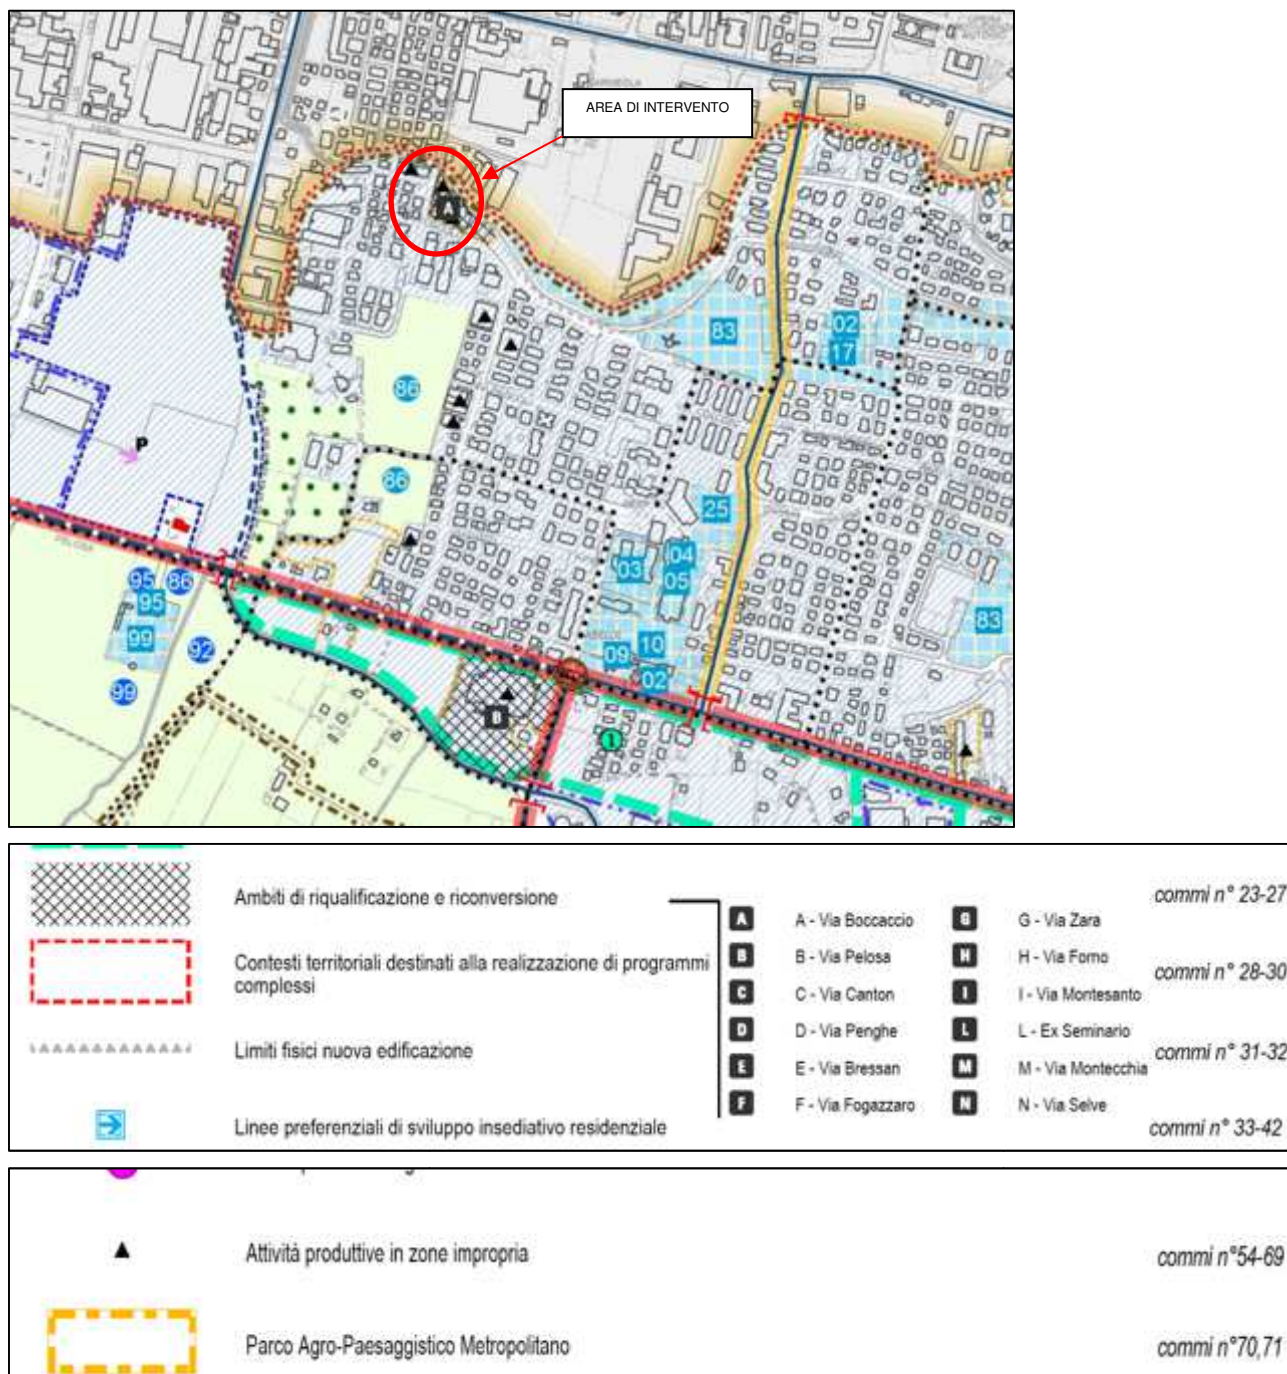 AREA DI INTERVENTO
A
83
02
17
86
P
86
25
03
04
05
95
86
95
99
92
99
10
09
02
83
B
1
Ambiti di riqualificazione e riconversione
commi n° 23-27
Contesti territoriali destinati alla realizzazione di programmi
complessi
commi n° 28-30
Limiti fisici nuova edificazione
commi n° 31-32
Linee preferenziali di sviluppo insediativo residenziale
commi n° 33-42
A A - Via Boccaccio
B B - Via Pelosa
C C - Via Canton
D D - Via Penghe
E E - Via Bressan
F F - Via Fogazzaro
G G - Via Zara
H H - Via Forno
I I - Via Montesanto
L L - Ex Seminario
M M - Via Montecchia
N N - Via Selve
Attività produttive in zone impropria
commi n°54-69
Parco Agro-Paesaggistico Metropolitano
commi n°70,71